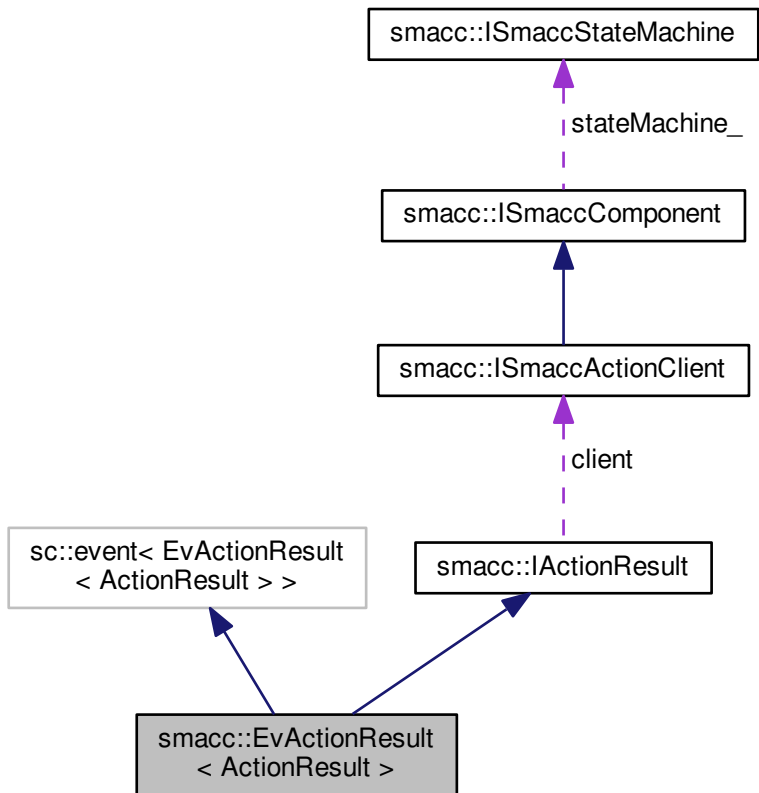 smacc::ISmaccStateMachine
stateMachine_
smacc::ISmaccComponent
smacc::ISmaccActionClient
client
sc::event< EvActionResult
< ActionResult > >
smacc::IActionResult
smacc::EvActionResult
< ActionResult >